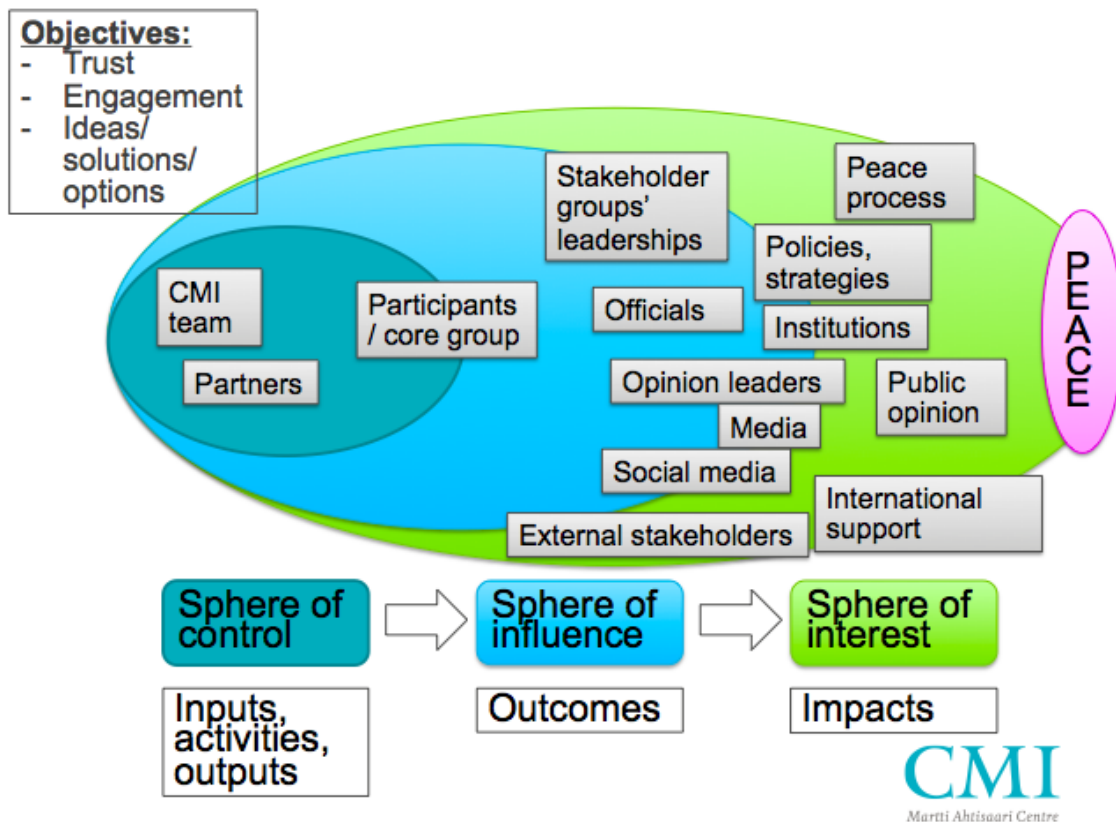 Objectives:
- Trust
- Engagement
- Ideas/
solutions/
options
Stakeholder
groups'
leaderships
Peace
process
Policies,
strategies
CMI
team
Participants
/ core group
Officials
Institutions
Partners
Opinion leaders
Public
opinion
Media
Social media
International
support
External stakeholders
PEACE
Sphere of
control
Sphere of
influence
Sphere of
interest
Inputs,
activities,
outputs
Outcomes
Impacts
CMI
Martti Ahtisaari Centre